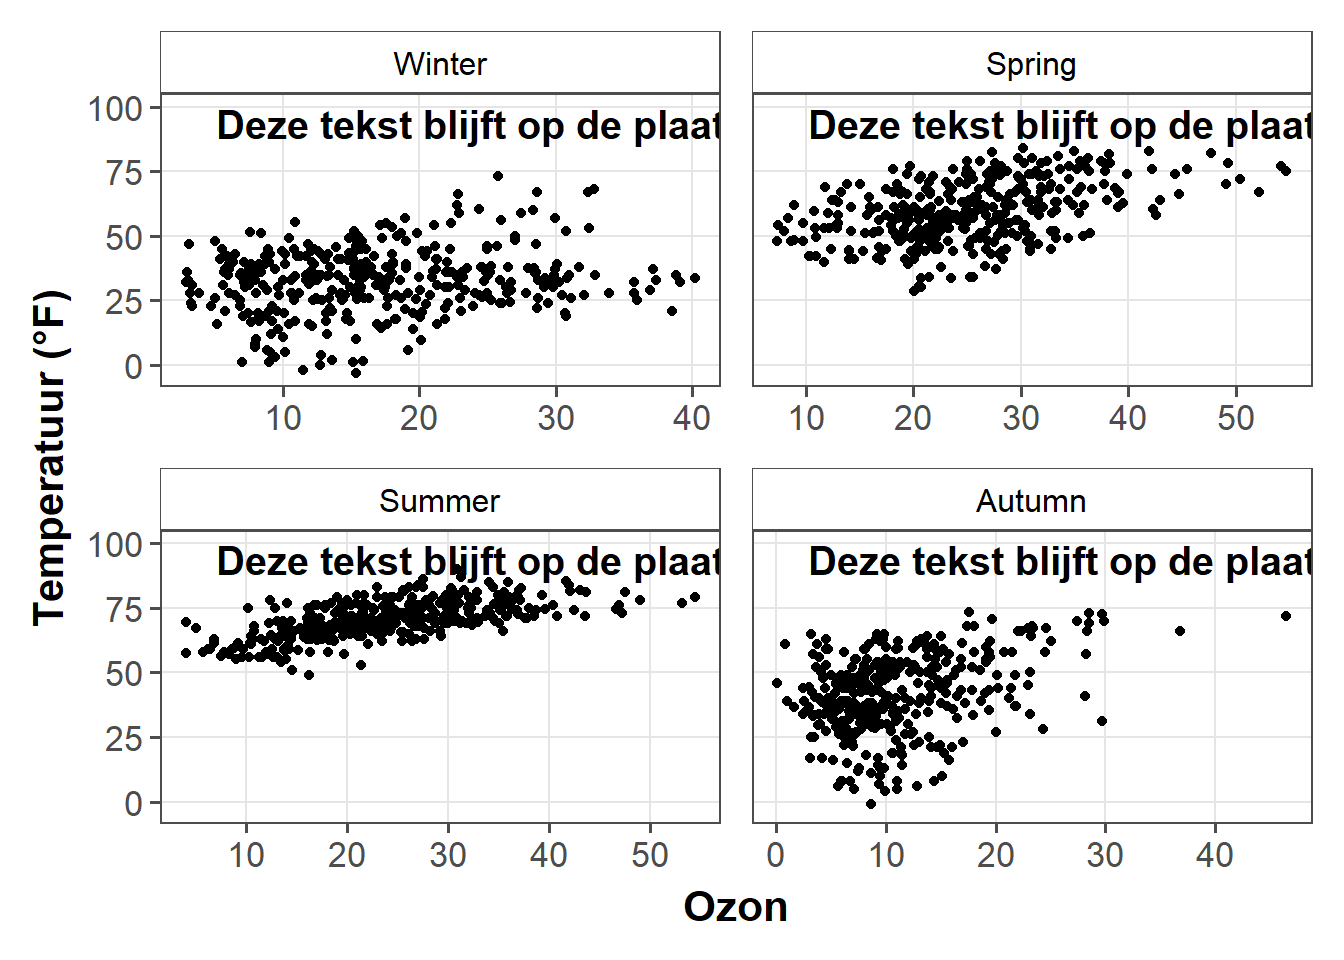 Winter
Spring
Deze tekst blijft op de plaat
Deze tekst blijft op de plaat
100
75
50
25
0
10 20 30 40
10 20 30 40 50
Temperatuur (°F)
Summer
Autumn
Deze tekst blijft op de plaat
Deze tekst blijft op de plaat
100
75
50
25
0
10 20 30 40 50
0 10 20 30 40
Ozon